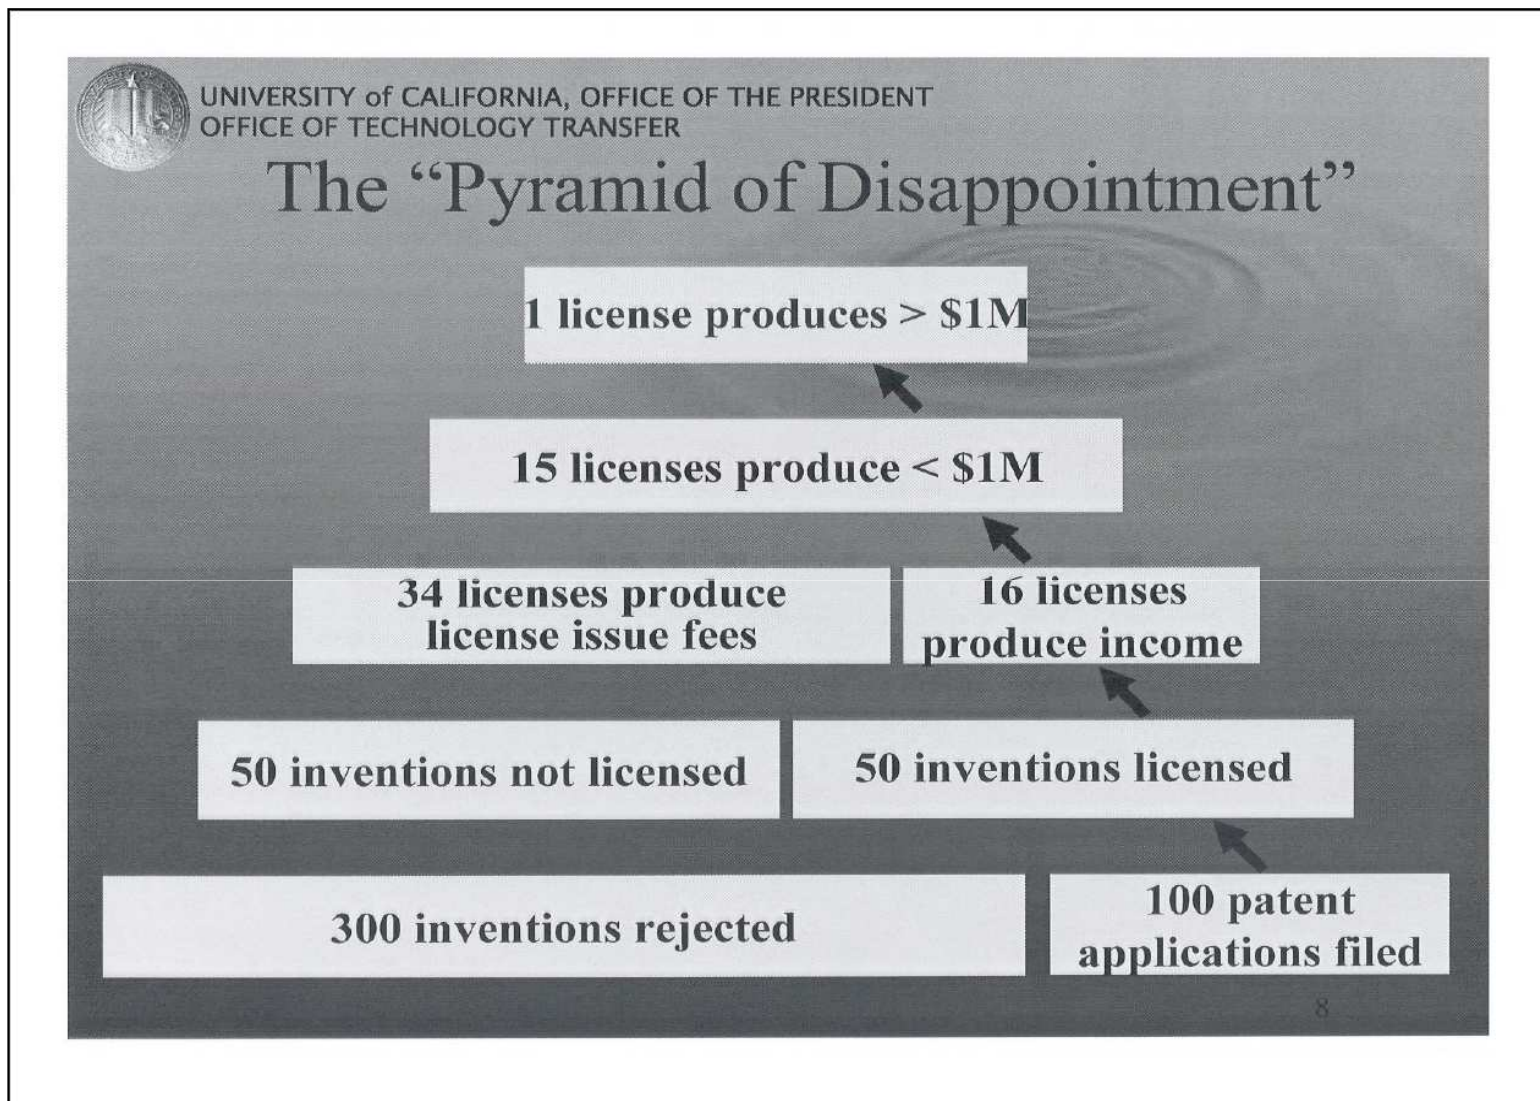 UNIVERSITY of CALIFORNIA, OFFICE OF THE PRESIDENT
OFFICE OF TECHNOLOGY TRANSFER
The “Pyramid of Disappointment”
1 license produces > $1M
15 licenses produce < $1M
34 licenses produce
license issue fees
16 licenses
produce income
50 inventions not licensed
50 inventions licensed
300 inventions rejected
100 patent
applications filed
8